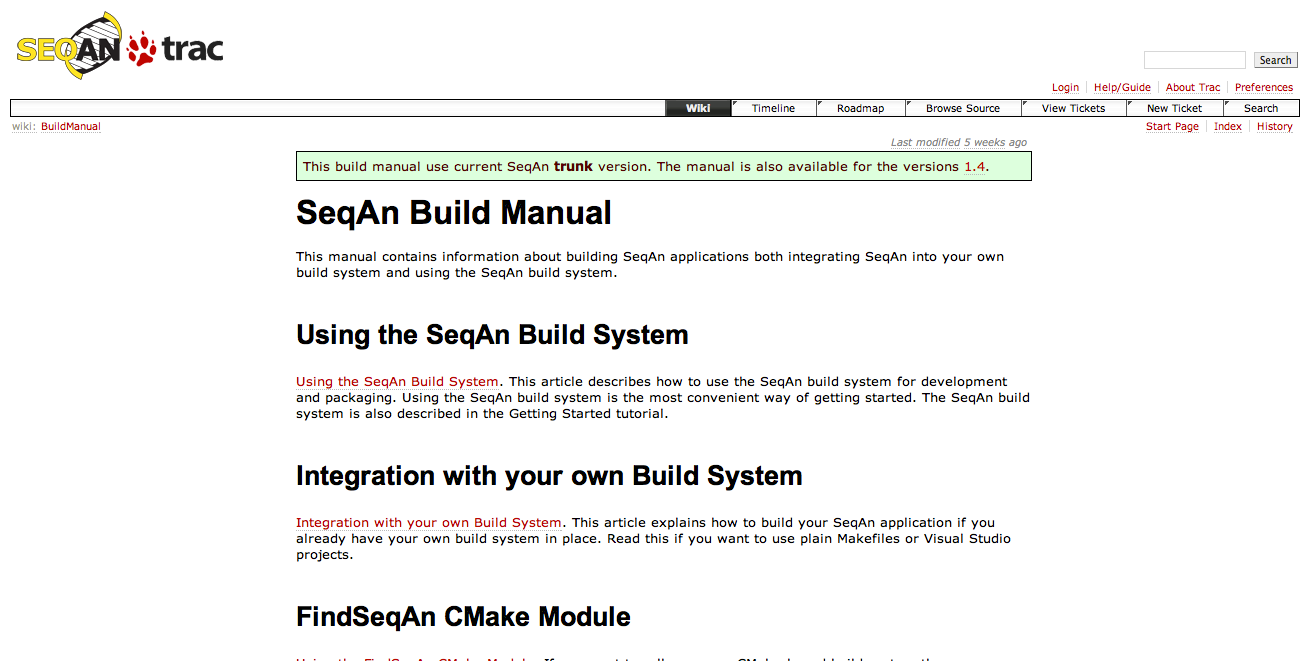 SEQAN trac
Search
Login Help/Guide About Trac Preferences
Wiki Timeline Roadmap Browse Source View Tickets New Ticket Search
wiki: BuildManual Start Page Index History
Last modified 5 weeks ago
This build manual use current SeqAn trunk version. The manual is also available for the versions 1.4.
SeqAn Build Manual
This manual contains information about building SeqAn applications both integrating SeqAn into your own
build system and using the SeqAn build system.
Using the SeqAn Build System
Using the SeqAn Build System. This article describes how to use the SeqAn build system for development
and packaging. Using the SeqAn build system is the most convenient way of getting started. The SeqAn build
system is also described in the Getting Started tutorial.
Integration with your own Build System
Integration with your own Build System. This article explains how to build your SeqAn application if you
already have your own build system in place. Read this if you want to use plain Makefiles or Visual Studio
projects.
FindSeqAn CMake Module